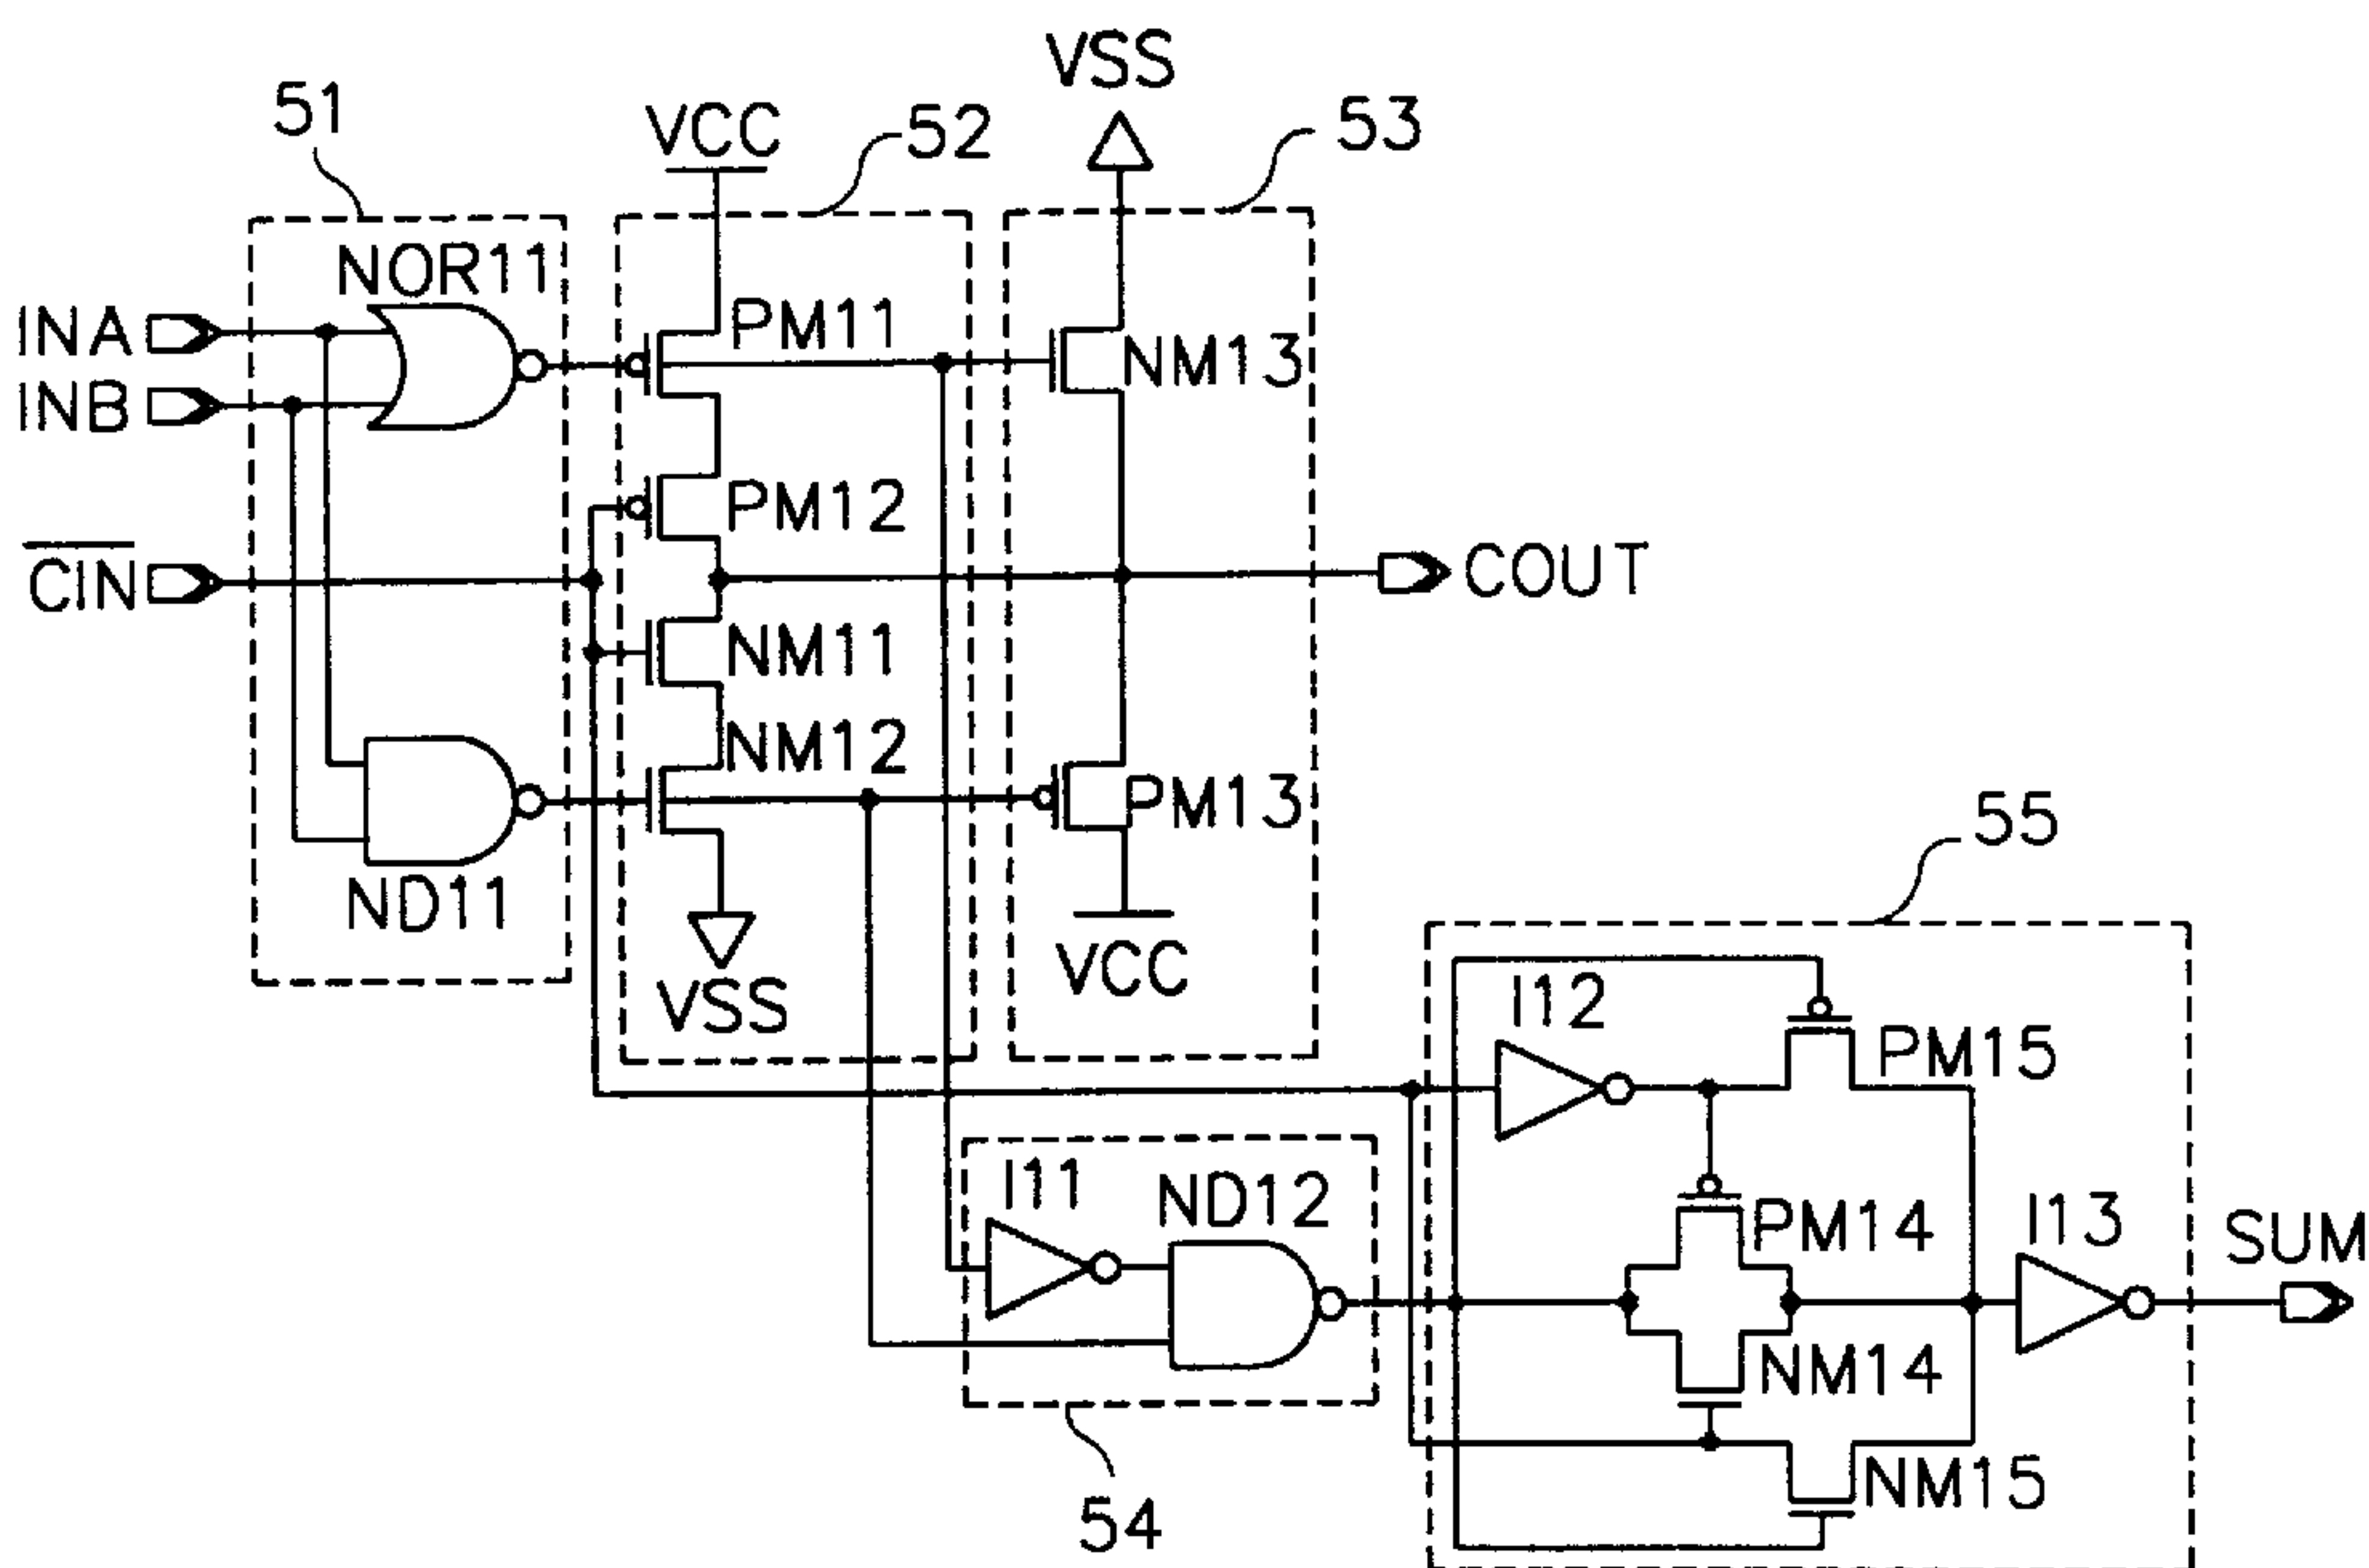 VSS
51
VCC
52
53
NOR11
INA
PM11
NM13
INB
PM12
CIN
COUT
NM11
NM12
PM13
ND11
55
VCC
VSS
I12
PM15
I11
ND12
PM14
I13
SUM
NM14
NM15
54